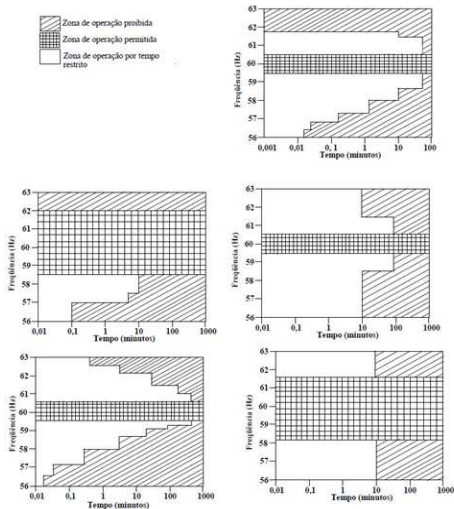 Zona de operação proibida
Zona de operação permitida
Zona de operação por tempo
restrito
Freqüência (Hz)
63
62
61
60
59
58
57
56
0,001 0,01 0,1 1 10 100
Tempo (minutos)
Freqüência (Hz)
63
62
61
60
59
58
57
56
0,01 0,1 1 10 100 1000
Tempo (minutos)
Freqüência (Hz)
63
62
61
60
59
58
57
56
0,01 0,1 1 10 100 1000
Tempo (minutos)
Freqüência (Hz)
63
62
61
60
59
58
57
56
0,01 0,1 1 10 100 1000
Tempo (minutos)
Freqüência (Hz)
63
62
61
60
59
58
57
56
0,01 0,1 1 10 100 1000
Tempo (minutos)